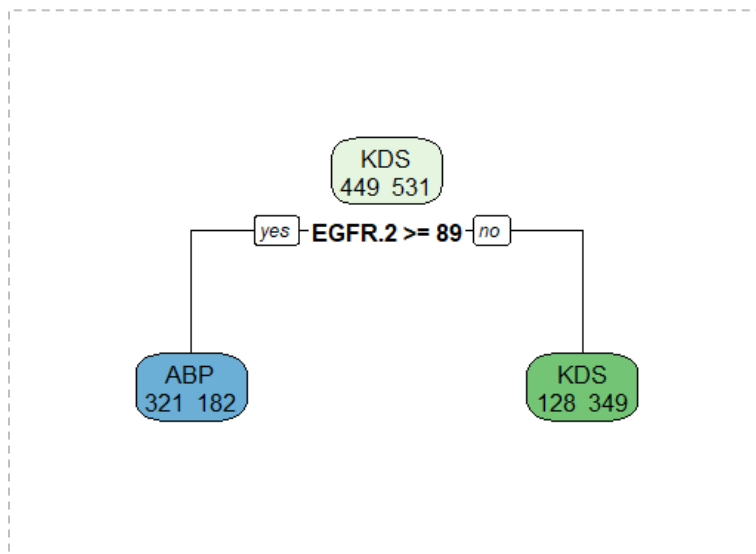 KDS
449 531
yes EGFR.2 >= 89 no
ABP
321 182
KDS
128 349